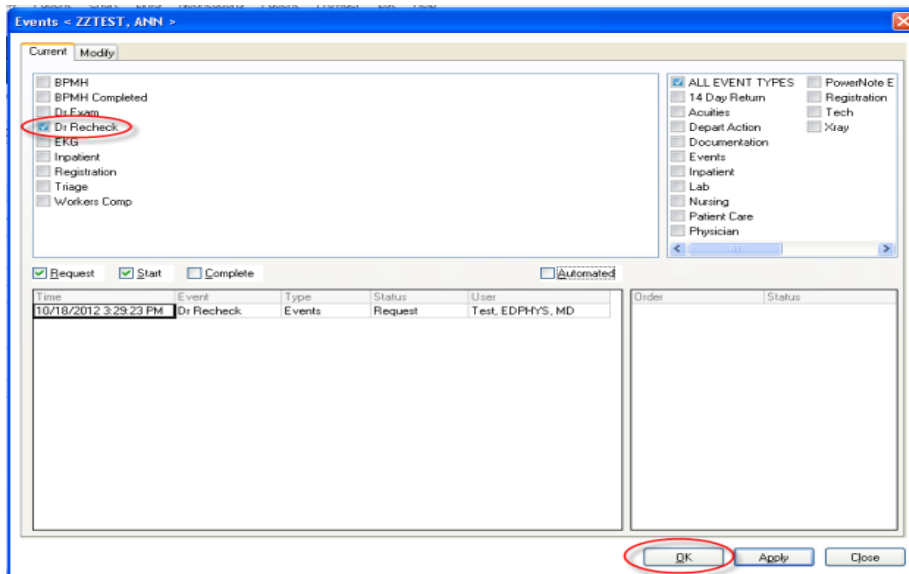 Events < ZZTEST, ANN >
Current Modify
BPMH
BPMH Completed
Dr Exam
Dr Recheck
EKG
Inpatient
Registration
Triage
Workers Comp
ALL EVENT TYPES PowerNote E
14 Day Return Registration
Acuities Tech
Depart Action Xray
Documentation
Events
Inpatient
Lab
Nursing
Patient Care
Physician
Request Start Complete Automated
Time Event Type Status User Order Status
10/18/2012 3:29:23 PM Dr Recheck Events Request Test, EDPHYS, MD
OK Apply Close